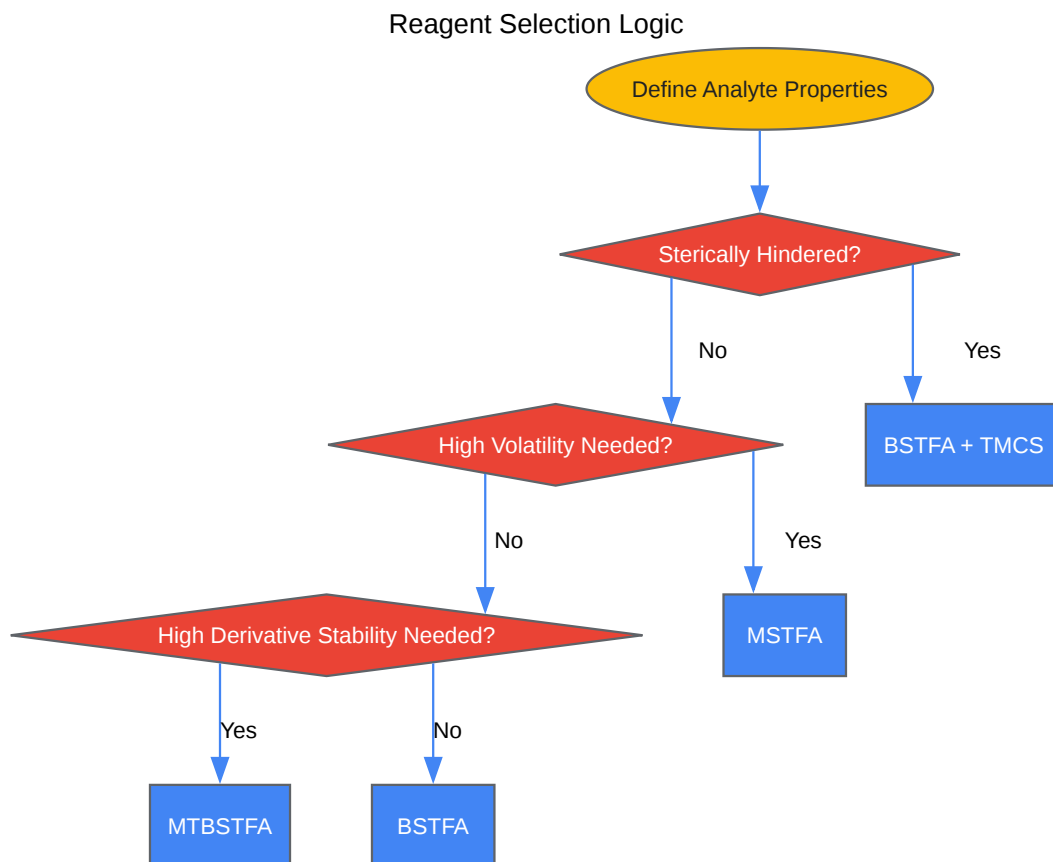 Reagent Selection Logic
Define Analyte Properties
Sterically Hindered?
No
Yes
High Volatility Needed?
BSTFA + TMCS
No
Yes
High Derivative Stability Needed?
MSTFA
Yes
No
MTBSTFA
BSTFA